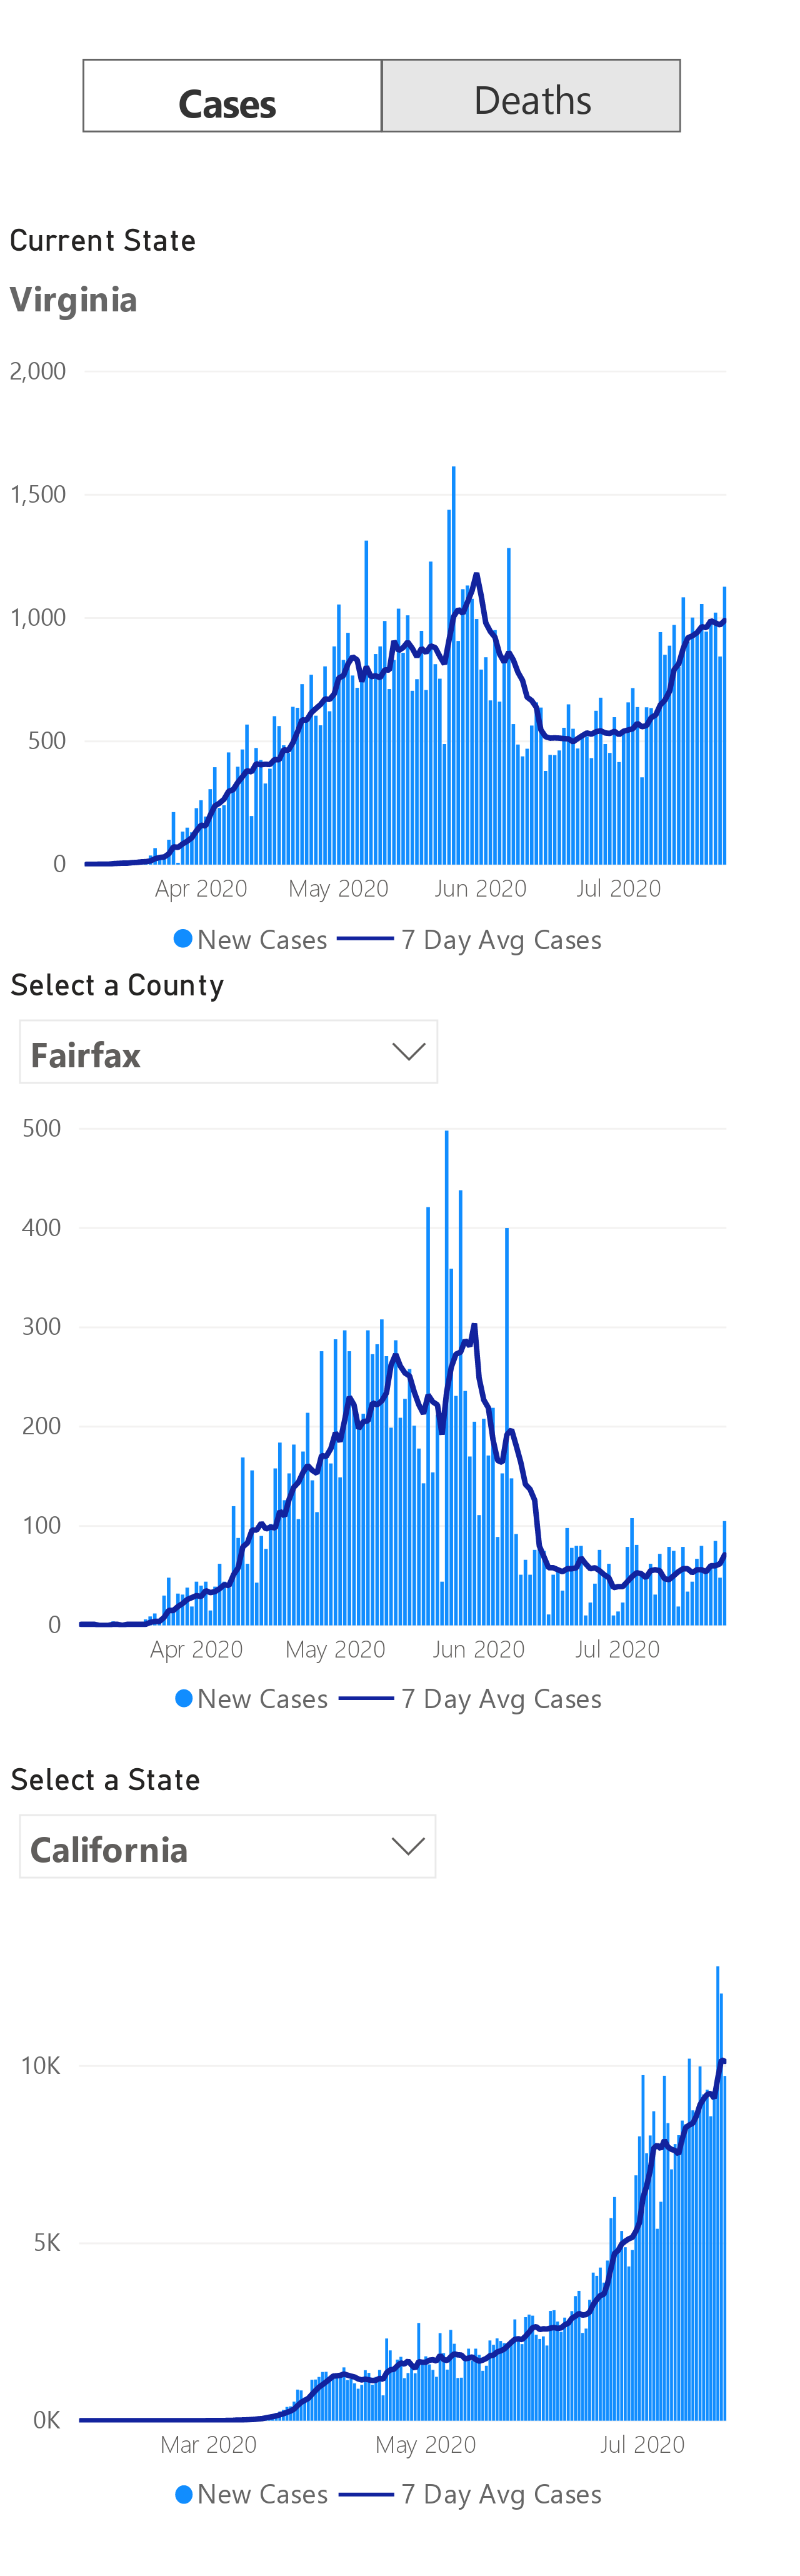 Cases Deaths
Current State
Virginia
2,000
1,500
1,000
500
0
Apr 2020 May 2020 Jun 2020 Jul 2020
New Cases 7 Day Avg Cases
Select a County
Fairfax
500
400
300
200
100
0
Apr 2020 May 2020 Jun 2020 Jul 2020
New Cases 7 Day Avg Cases
Select a State
California
10K
5K
0K
Mar 2020 May 2020 Jul 2020
New Cases 7 Day Avg Cases